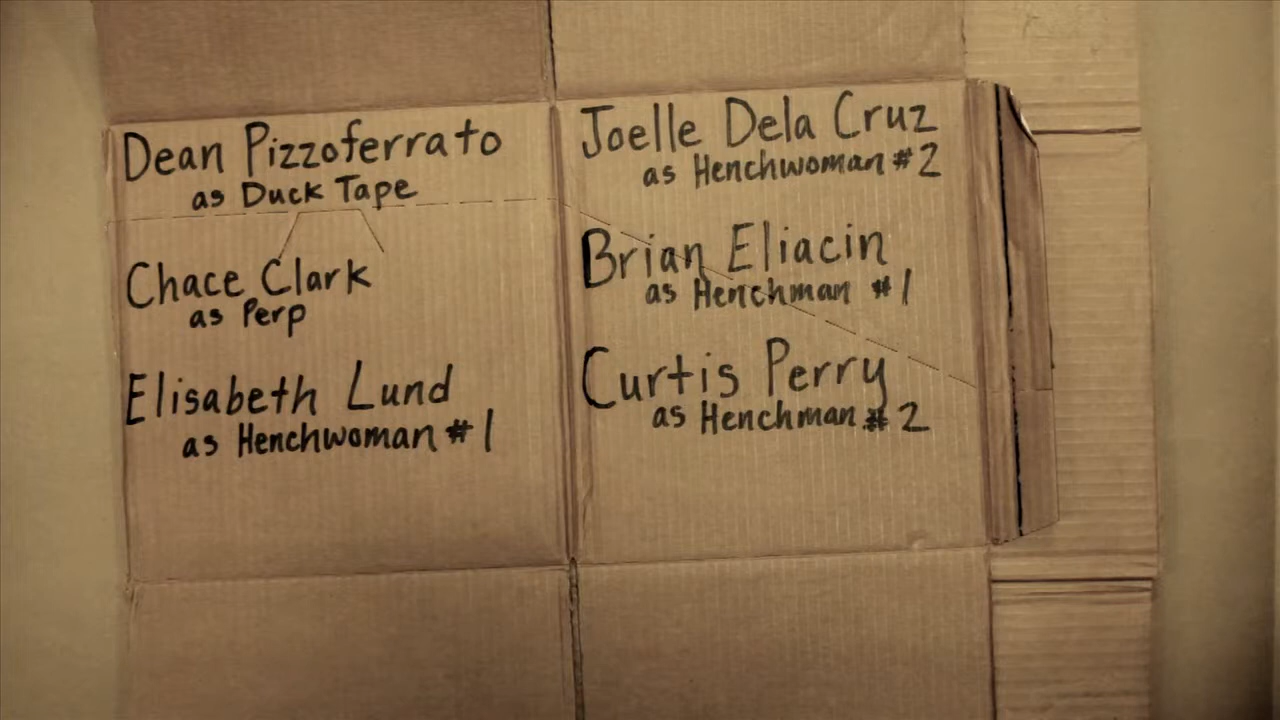 Dean Pizzoferrato
as Duck Tape
Chace Clark
as Perp
Elisabeth Lund
as Henchwoman #1
Joelle Dela Cruz
as Henchwoman #2
Brian Eliacin
as Henchman #1
Curtis Perry
as Henchman #2